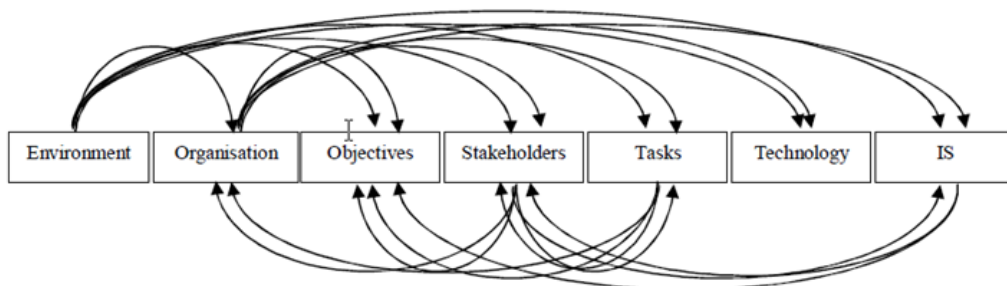 Environment
Organisation
Objectives
Stakeholders
Tasks
Technology
IS